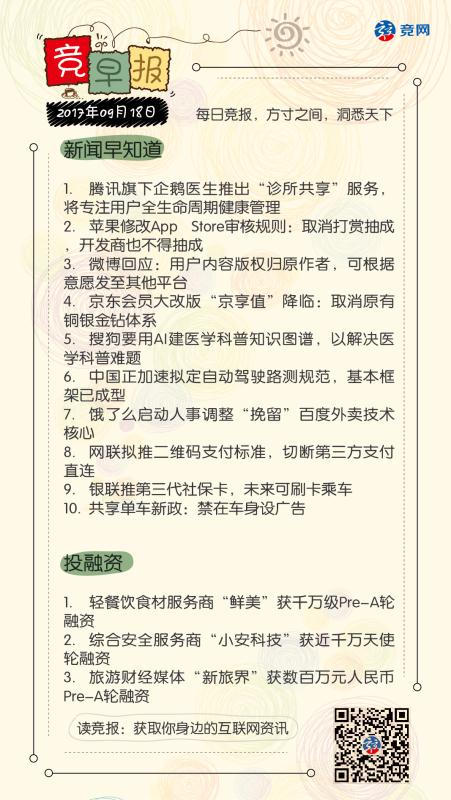 竞网
竞早报
2017年09月18日
每日竞报，方寸之间，洞悉天下
新闻早知道
1. 腾讯旗下企鹅医生推出“诊所共享”服务，
将专注用户全生命周期健康管理
2. 苹果修改App Store审核规则：取消打赏抽成
，开发商也不得抽成
3. 微博回应：用户内容版权归原作者，可根据
意愿发至其他平台
4. 京东会员大改版“京享值”降临：取消原有
铜银金钻体系
5. 搜狗要用AI建医学科普知识图谱，以解决医
学科普难题
6. 中国正加速拟定自动驾驶路测规范，基本框
架已成型
7. 饿了么启动人事调整“挽留”百度外卖技术
核心
8. 网联拟推二维码支付标准，切断第三方支付
直连
9. 银联推第三代社保卡，未来可刷卡乘车
10. 共享单车新政：禁在车身设广告
投融资
1. 轻餐饮食材服务商“鲜美”获千万级Pre-A轮
融资
2. 综合安全服务商“小安科技”获近千万天使
轮融资
3. 旅游财经媒体“新旅界”获数百万元人民币
Pre-A轮融资
读竞报：获取你身边的互联网资讯